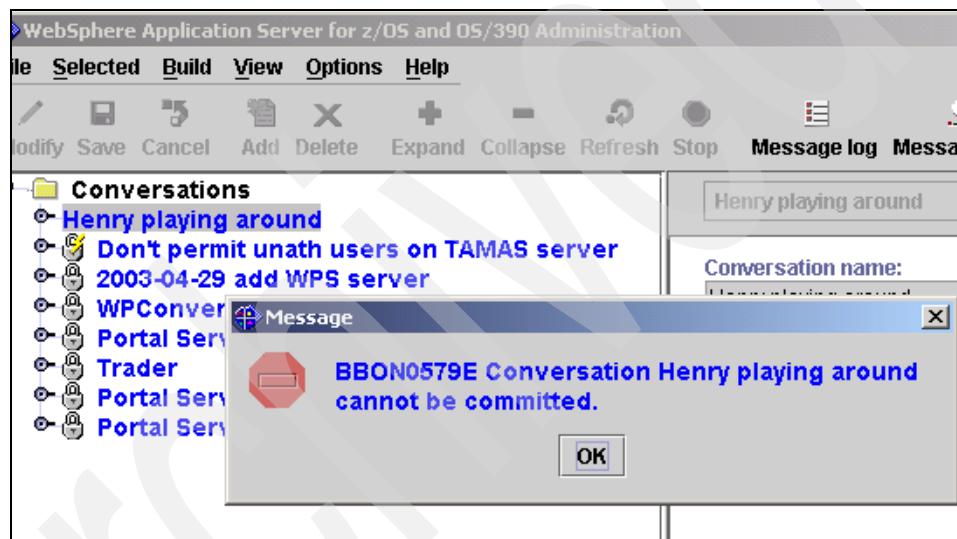 WebSphere Application Server for z/OS and OS/390 Administration
ile Selected Build View Options Help
lodify Save Cancel Add Delete Expand Collapse Refresh Stop Message log Messa
Conversations
Henry playing around
Henry playing around
Don't permit unath users on TAMAS server
Conversation name:
2003-04-29 add WPS server
Henry playing around
WPConver
Message
Portal Serv
BBON0579E Conversation Henry playing around
Trader
cannot be committed.
Portal Serv
Portal Serv
OK